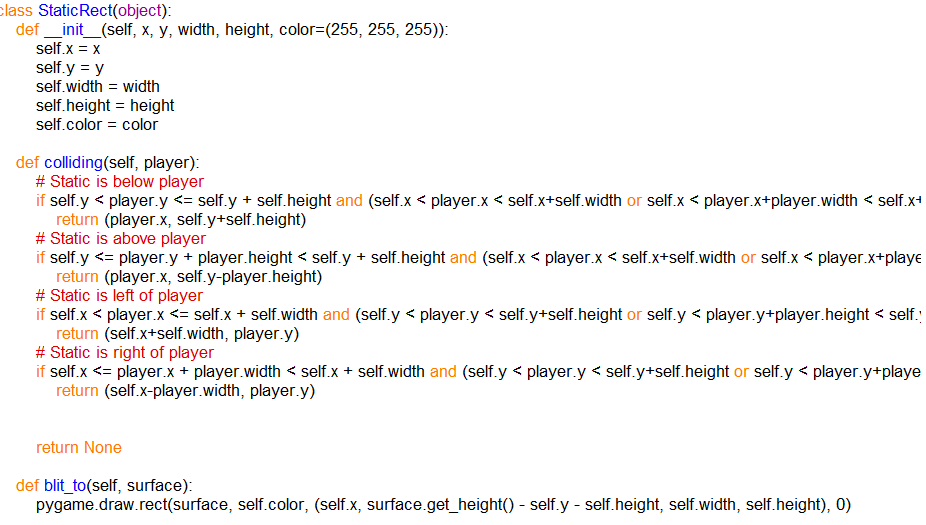 class StaticRect(object):
def __init__(self, x, y, width, height, color=(255, 255, 255)):
self.x = x
self.y = y
self.width = width
self.height = height
self.color = color
def colliding(self, player):
# Static is below player
if self.y < player.y <= self.y + self.height and (self.x < player.x < self.x+self.width or self.x < player.x+player.width < self.x+
return (player.x, self.y+self.height)
# Static is above player
if self.y <= player.y + player.height < self.y + self.height and (self.x < player.x < self.x+self.width or self.x < player.x+playe
return (player.x, self.y-player.height)
# Static is left of player
if self.x < player.x <= self.x + self.width and (self.y < player.y < self.y+self.height or self.y < player.y+player.height < self.
return (self.x+self.width, player.y)
# Static is right of player
if self.x <= player.x + player.width < self.x + self.width and (self.y < player.y < self.y+self.height or self.y < player.y+playe
return (self.x-player.width, player.y)
return None
def blit_to(self, surface):
pygame.draw.rect(surface, self.color, (self.x, surface.get_height() - self.y - self.height, self.width, self.height), 0)